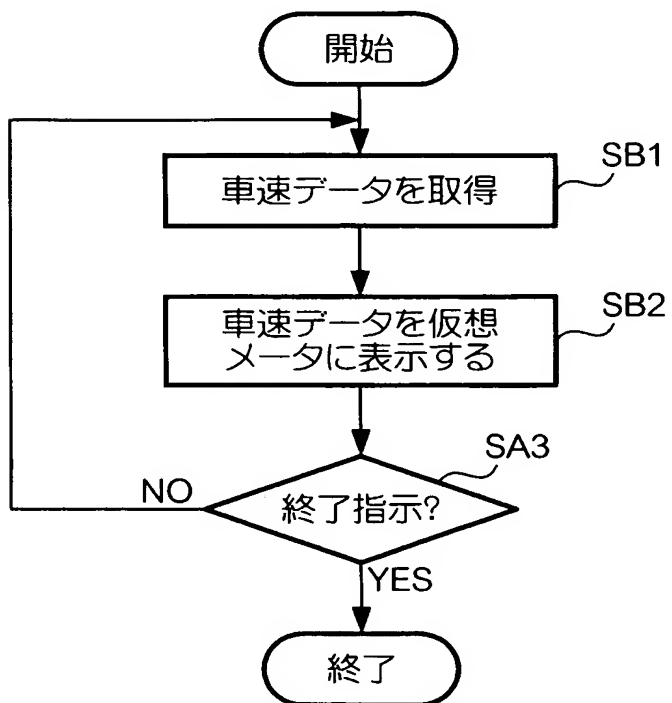 開始
車速データを取得
SB1
車速データを仮想
メータに表示する
SB2
終了指示?
SA3
NO
YES
終了